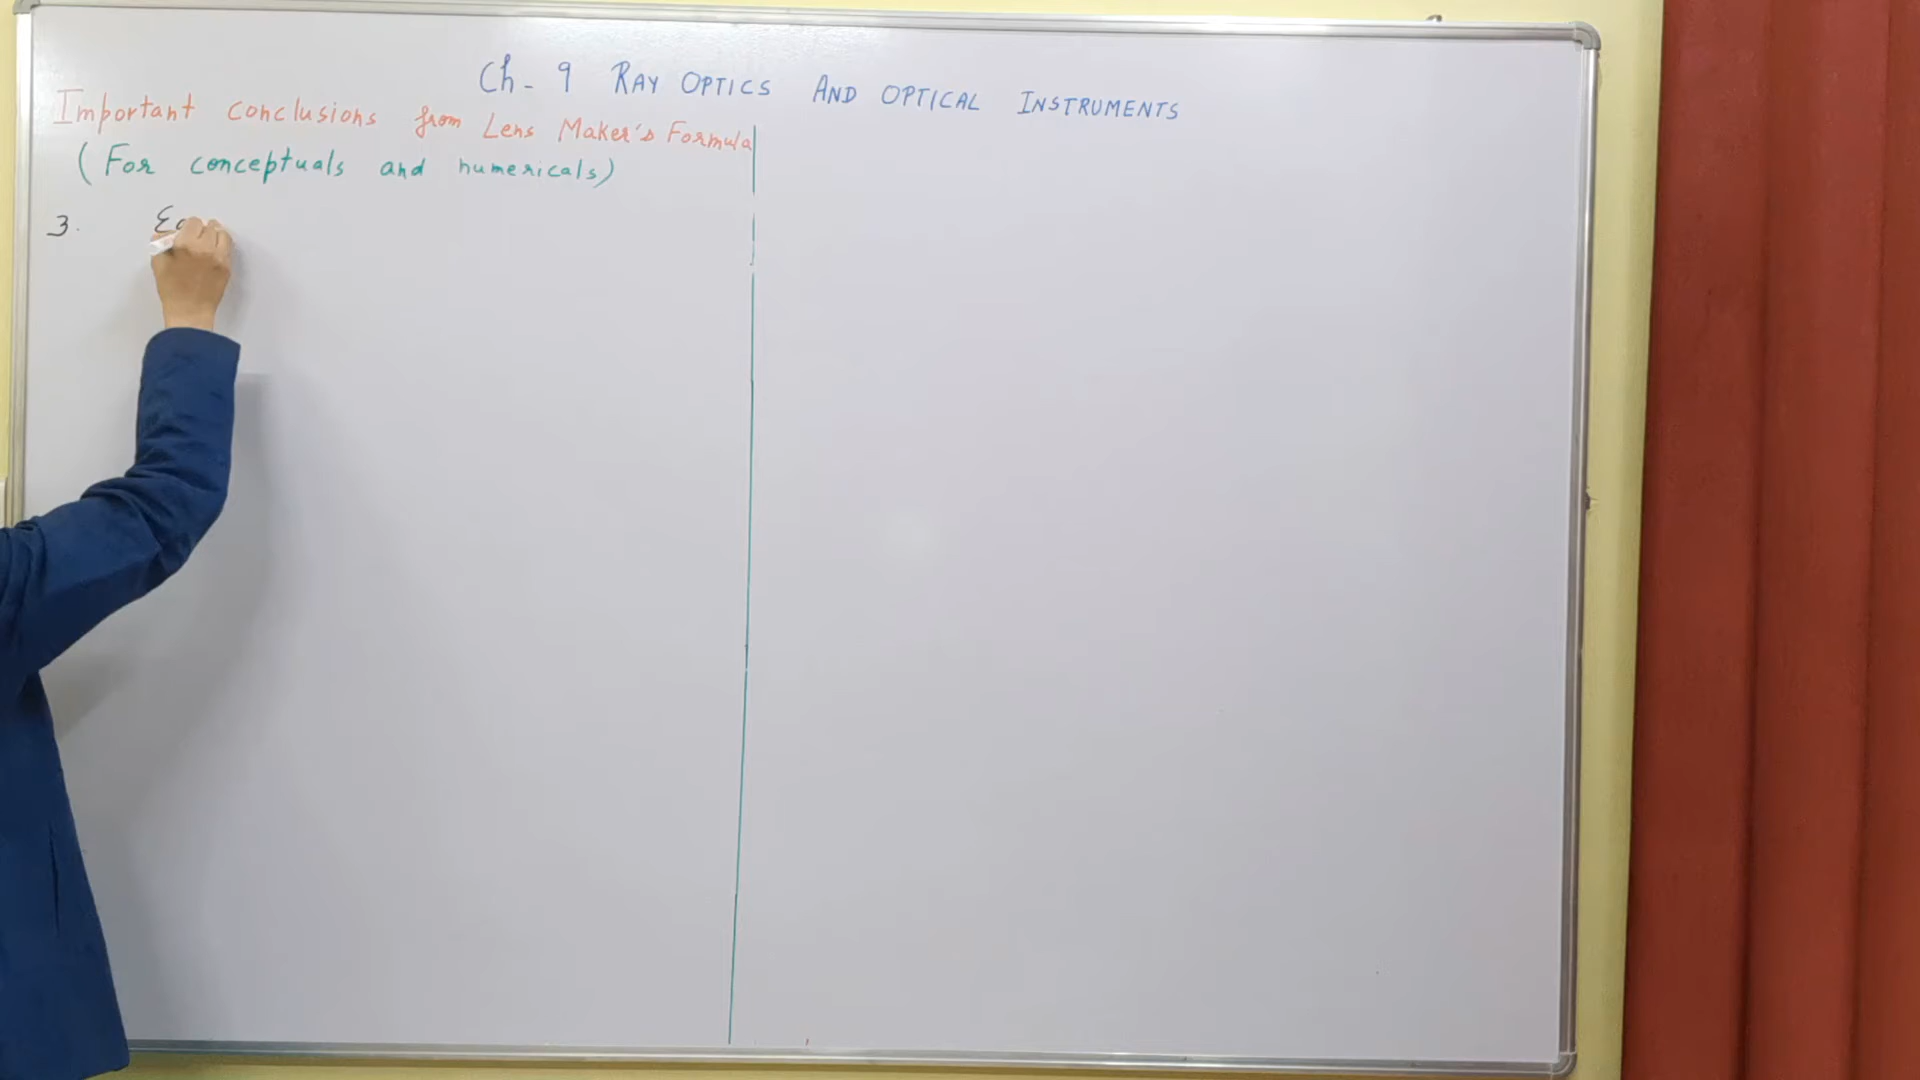 Ch - 9 RAY OPTICS AND OPTICAL INSTRUMENTS
Important conclusions from Lens Maker's Formula
(For conceptuals and numericals)
3.